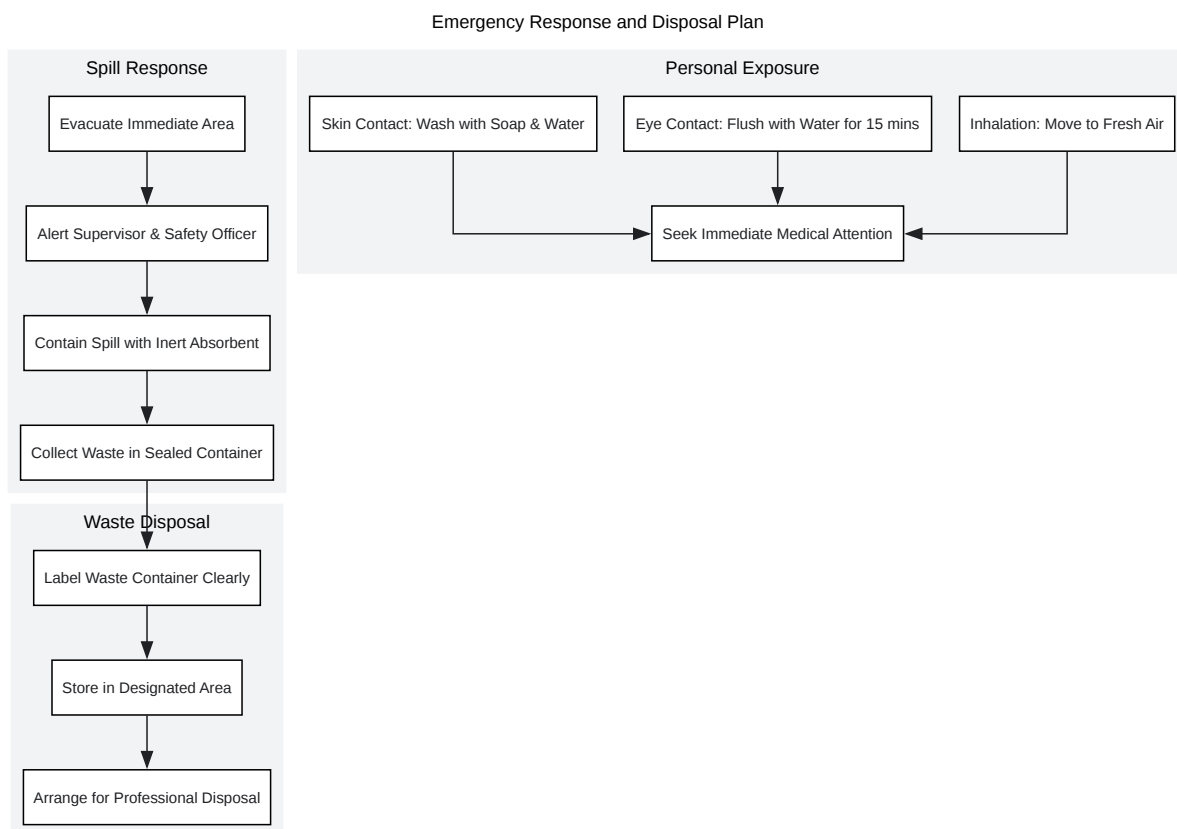 Emergency Response and Disposal Plan
Spill Response
Evacuate Immediate Area
Alert Supervisor & Safety Officer
Contain Spill with Inert Absorbent
Collect Waste in Sealed Container
Waste Disposal
Label Waste Container Clearly
Store in Designated Area
Arrange for Professional Disposal
Personal Exposure
Skin Contact: Wash with Soap & Water
Eye Contact: Flush with Water for 15 mins
Inhalation: Move to Fresh Air
Seek Immediate Medical Attention